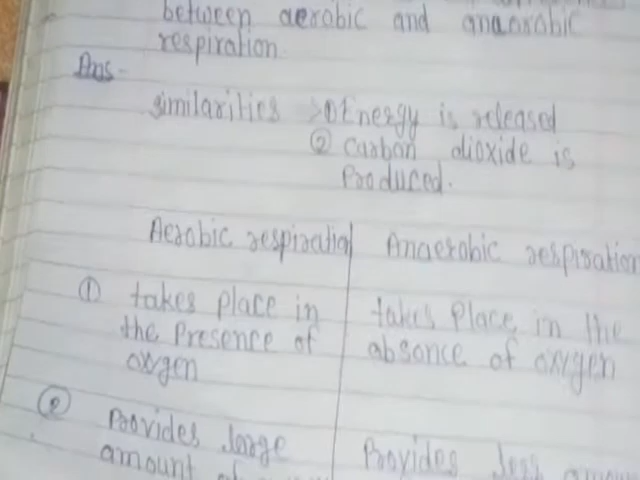 between aerobic and anaerobic
respiration
Ans-
similarities → ① Energy is released
② Carbon dioxide is
Produced.
Aerobic respiration Anaerobic respiration
① takes place in takes Place in the
the Presence of absence of oxygen
oxygen
② Provides large Provides less amou
amount of